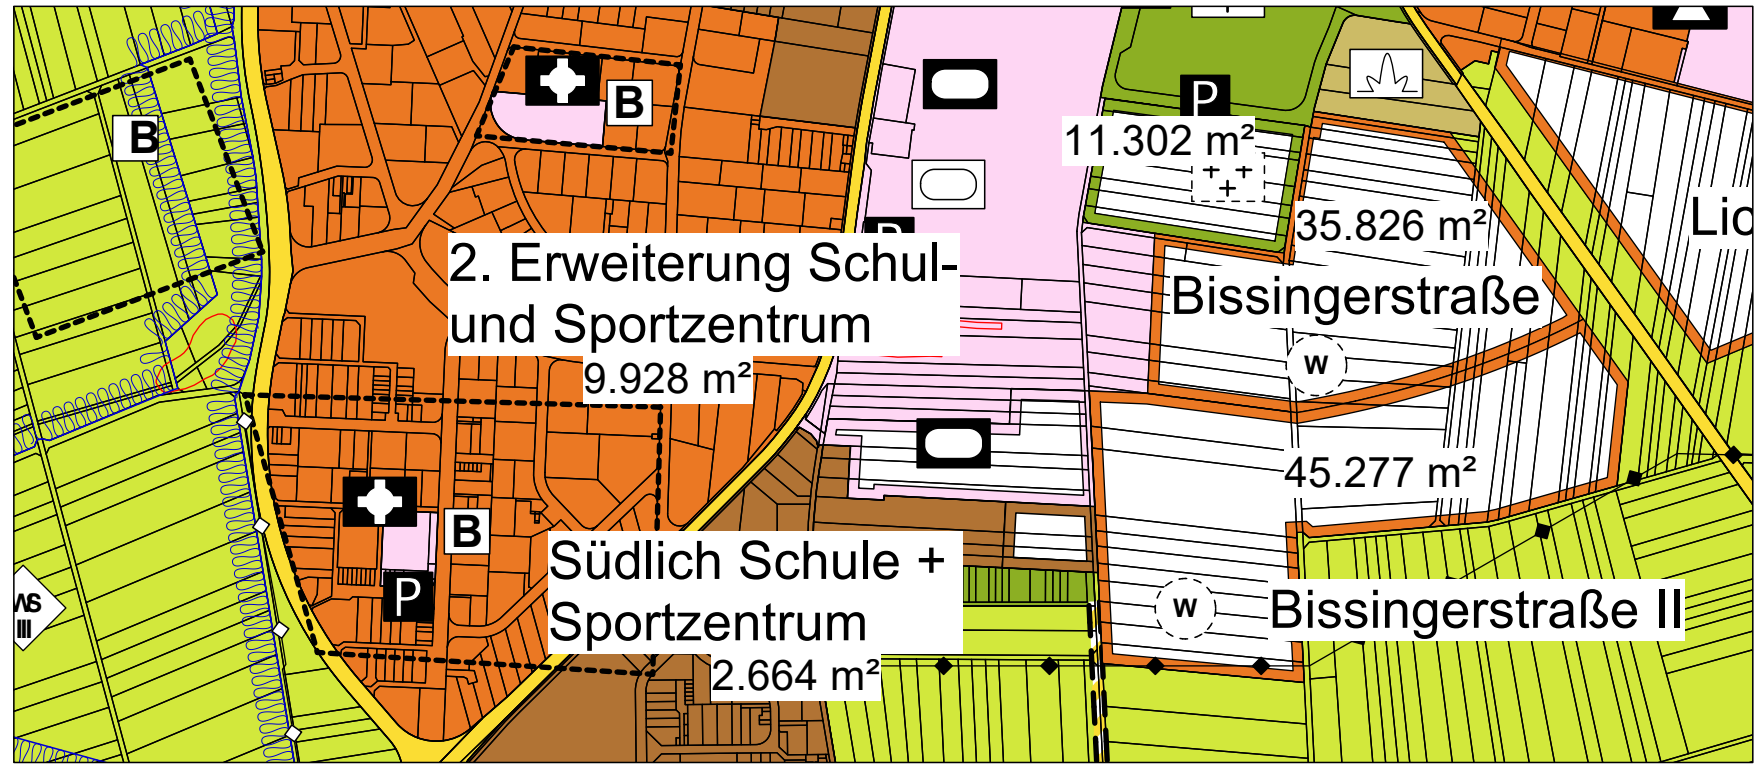 B
B
P
11.302 m²
35.826 m²
2. Erweiterung Schul-
und Sportzentrum
9.928 m²
Bissingerstraße
W
45.277 m²
B
P
Südlich Schule +
Sportzentrum
2.664 m²
W
Bissingerstraße II
III